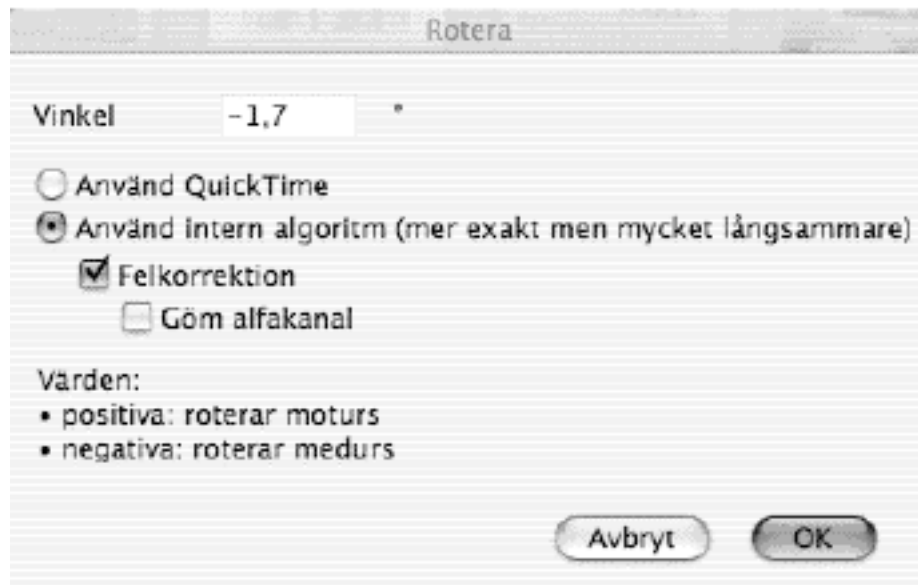 Rotera
Vinkel -1,7 °
Använd QuickTime
Använd intern algoritm (mer exakt men mycket långsammare)
Felkorrektion
Göm alfakanal
Värden:
• positiva: roterar moturs
• negativa: roterar medurs
Avbryt OK